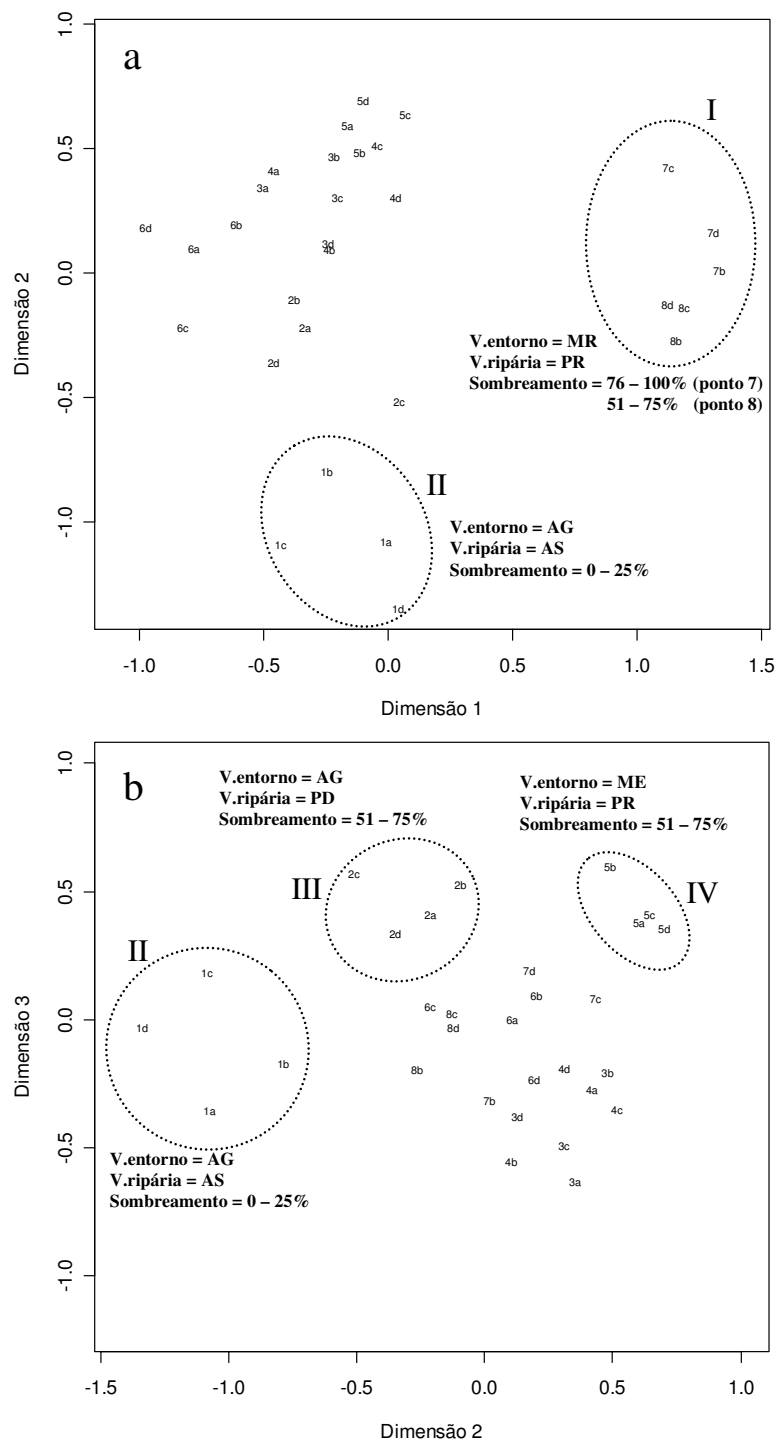 a
I
II
1.0
0.5
0.0
-0.5
-1.0
Dimensão 2
5d
5c
5a
4c
5b
3b
4a
3a
3c
4d
6d
6b
3d
4b
6a
2b
6c
2a
2d
2c
7c
7d
7b
8d
8c
8b
V.entorno = MR
V.ripária = PR
Sombreamento = 76 – 100% (ponto 7)
51 – 75% (ponto 8)
1b
1c
1a
1d
V.entorno = AG
V.ripária = AS
Sombreamento = 0 – 25%
-1.0 -0.5 0.0 0.5 1.0 1.5
Dimensão 1
b
V.entorno = AG
V.ripária = PD
Sombreamento = 51 – 75%
V.entorno = ME
V.ripária = PR
Sombreamento = 51 – 75%
III
IV
II
1.0
0.5
0.0
-0.5
-1.0
Dimensão 3
2c
2b
2a
2d
5b
5c
5a
5d
1c
1d
1b
1a
7d
6b
7c
6c
8c
8d
6a
8b
4d
3b
6d
4a
7b
4c
3d
3c
4b
3a
V.entorno = AG
V.ripária = AS
Sombreamento = 0 – 25%
-1.5 -1.0 -0.5 0.0 0.5 1.0
Dimensão 2